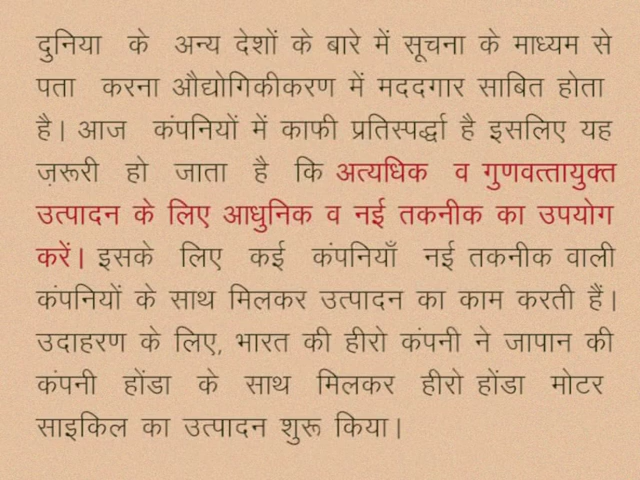 दुनिया के अन्य देशों के बारे में सूचना के माध्यम से
पता करना औद्योगिकीकरण में मददगार साबित होता
है। आज कंपनियों में काफी प्रतिस्पर्द्धा है इसलिए यह
ज़रूरी हो जाता है कि अत्यधिक व गुणवत्तायुक्त
उत्पादन के लिए आधुनिक व नई तकनीक का उपयोग
करें। इसके लिए कई कंपनियाँ नई तकनीक वाली
कंपनियों के साथ मिलकर उत्पादन का काम करती हैं।
उदाहरण के लिए, भारत की हीरो कंपनी ने जापान की
कंपनी होंडा के साथ मिलकर हीरो होंडा मोटर
साइकिल का उत्पादन शुरू किया।